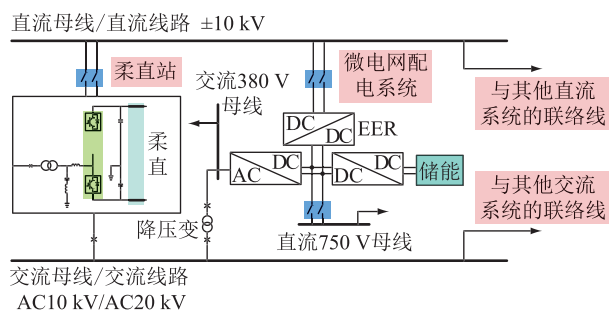 直流母线/直流线路 ±10 kV
柔直站
微电网配
电系统
交流380 V
母线
与其他直流
系统的联络线
柔直
DC
DC
EER
AC
DC
DC
DC
储能
与其他交流
系统的联络线
降压变
直流750 V母线
交流母线/交流线路
AC10 kV/AC20 kV